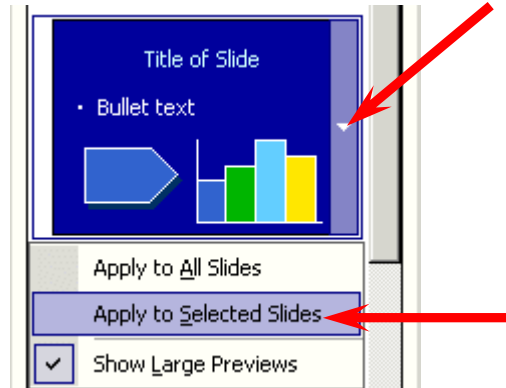 Title of Slide
• Bullet text
Apply to All Slides
Apply to Selected Slides
Show Large Previews